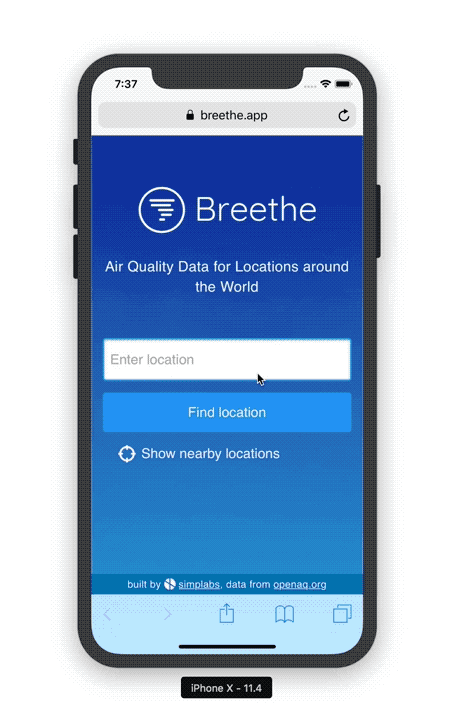 7:37
breethe.app
Breethe
Air Quality Data for Locations around
the World
Enter location
Find location
Show nearby locations
built by simplabs, data from openaq.org
iPhone X - 11.4